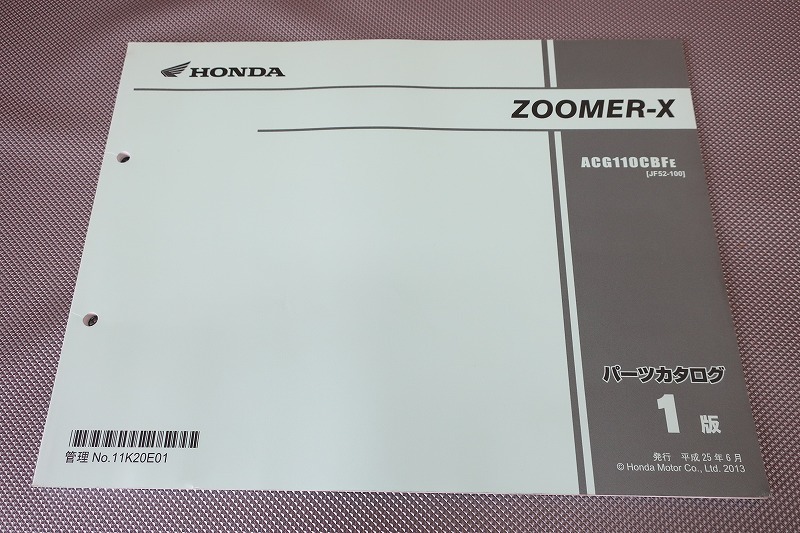 HONDA
ZOOMER-X
ACG110CBFE
[JF52-100]
パーツカタログ
1 版
発行 平成25年6月
© Honda Motor Co., Ltd. 2013
管理 No.11K20E01